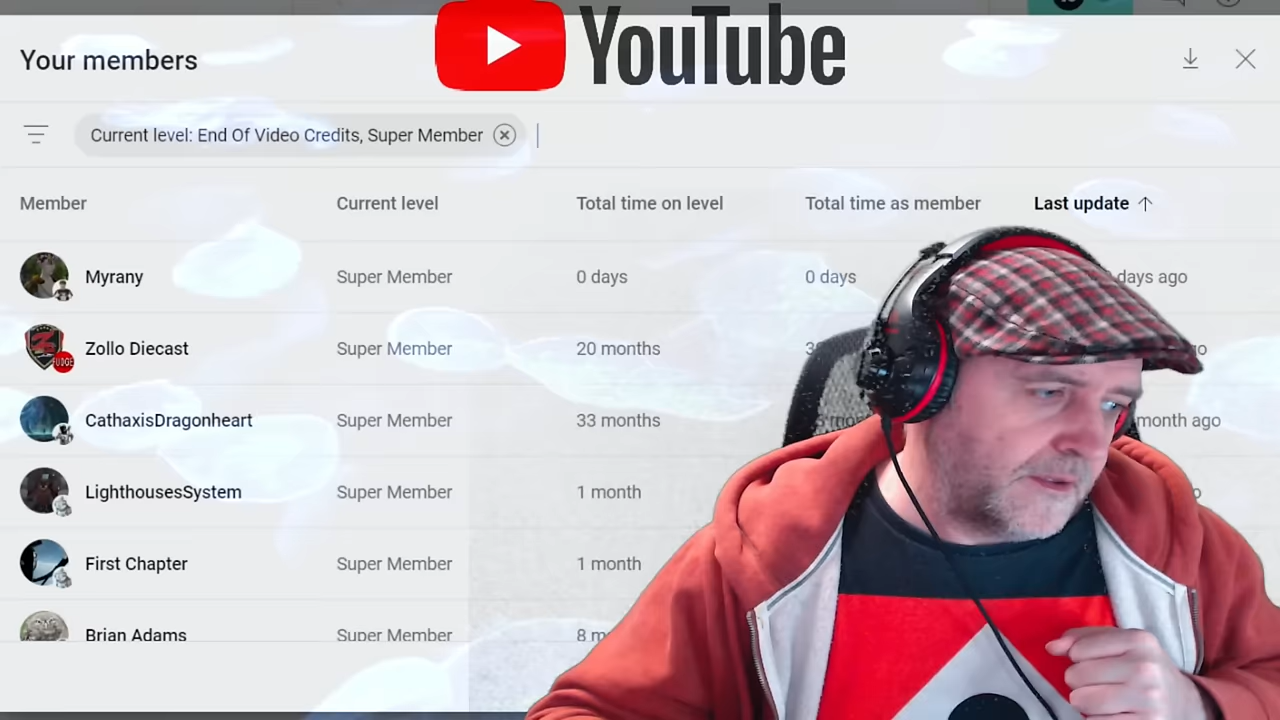 YouTube
Your members
Current level: End Of Video Credits, Super Member
Member Current level Total time on level Total time as member Last update
Myrany Super Member 0 days 0 days days ago
Zollo Diecast Super Member 20 months
CathaxisDragonheart Super Member 33 months month ago
LighthousesSystem Super Member 1 month
First Chapter Super Member 1 month
Brian Adams Super Member 8